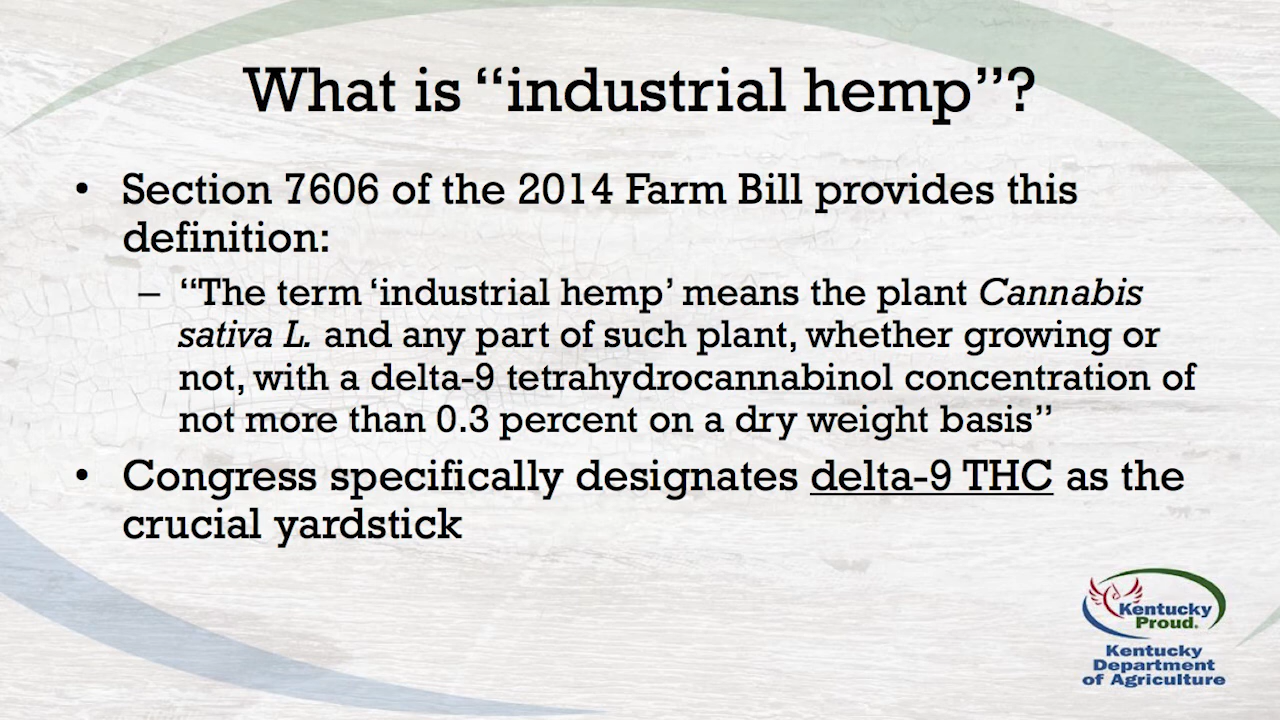 What is “industrial hemp”?
• Section 7606 of the 2014 Farm Bill provides this
definition:
– “The term ‘industrial hemp’ means the plant Cannabis
sativa L. and any part of such plant, whether growing or
not, with a delta-9 tetrahydrocannabinol concentration of
not more than 0.3 percent on a dry weight basis”
• Congress specifically designates delta-9 THC as the
crucial yardstick
Kentucky
Proud.
Kentucky
Department
of Agriculture